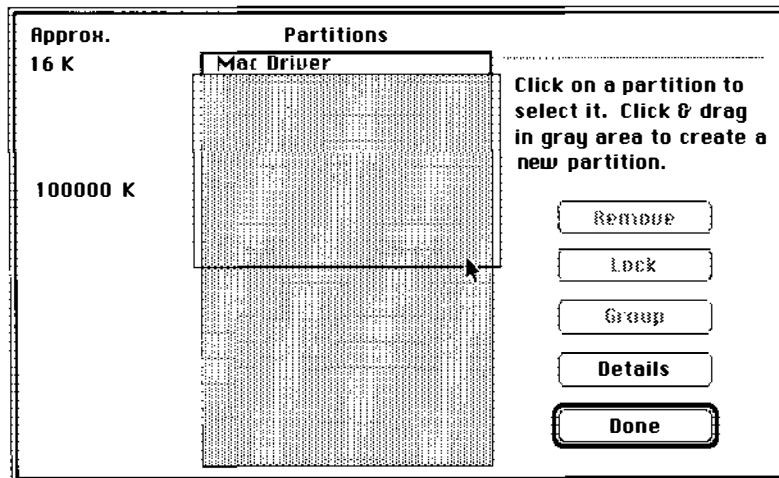 Approx.
Partitions
16 K
Mac Driver
Click on a partition to
select it. Click & drag
in gray area to create a
new partition.
100000 K
Remove
Lock
Group
Details
Done